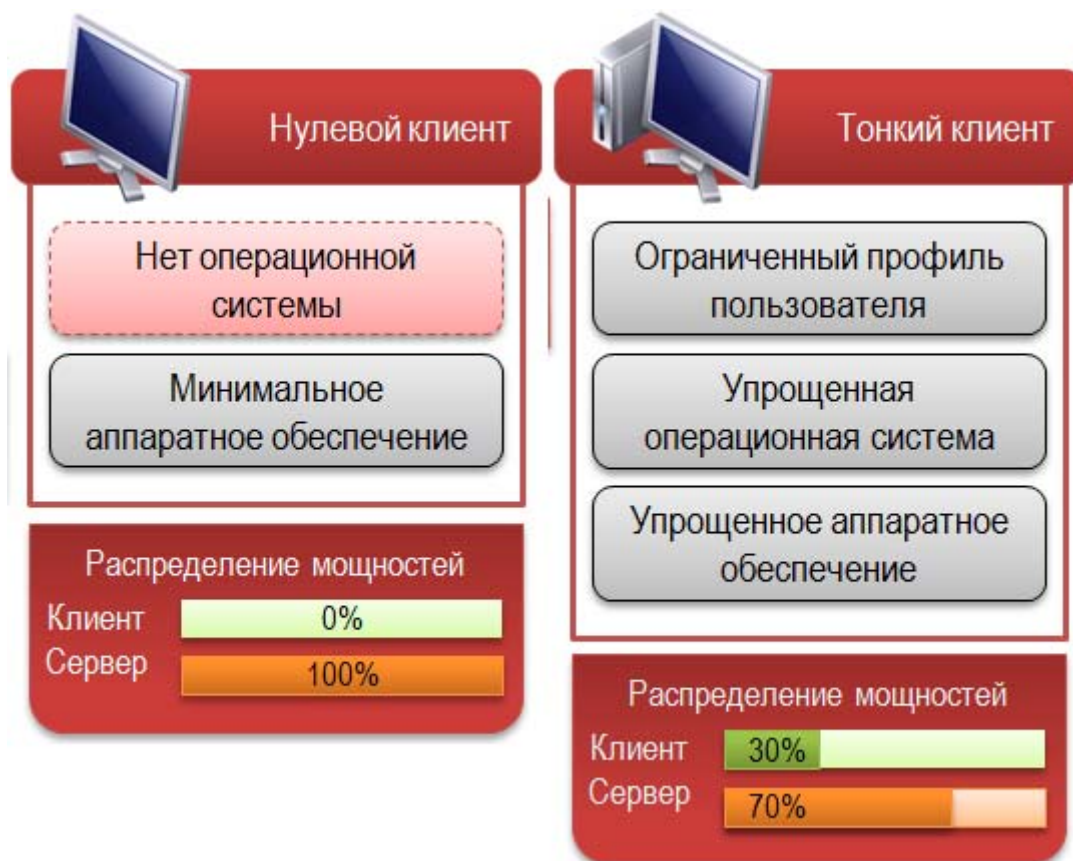 Нулевой клиент
Нет операционной
системы
Минимальное
аппаратное обеспечение
Распределение мощностей
Клиент 0%
Сервер 100%
Тонкий клиент
Ограниченный профиль
пользователя
Упрощенная
операционная система
Упрощенное аппаратное
обеспечение
Распределение мощностей
Клиент 30%
Сервер 70%